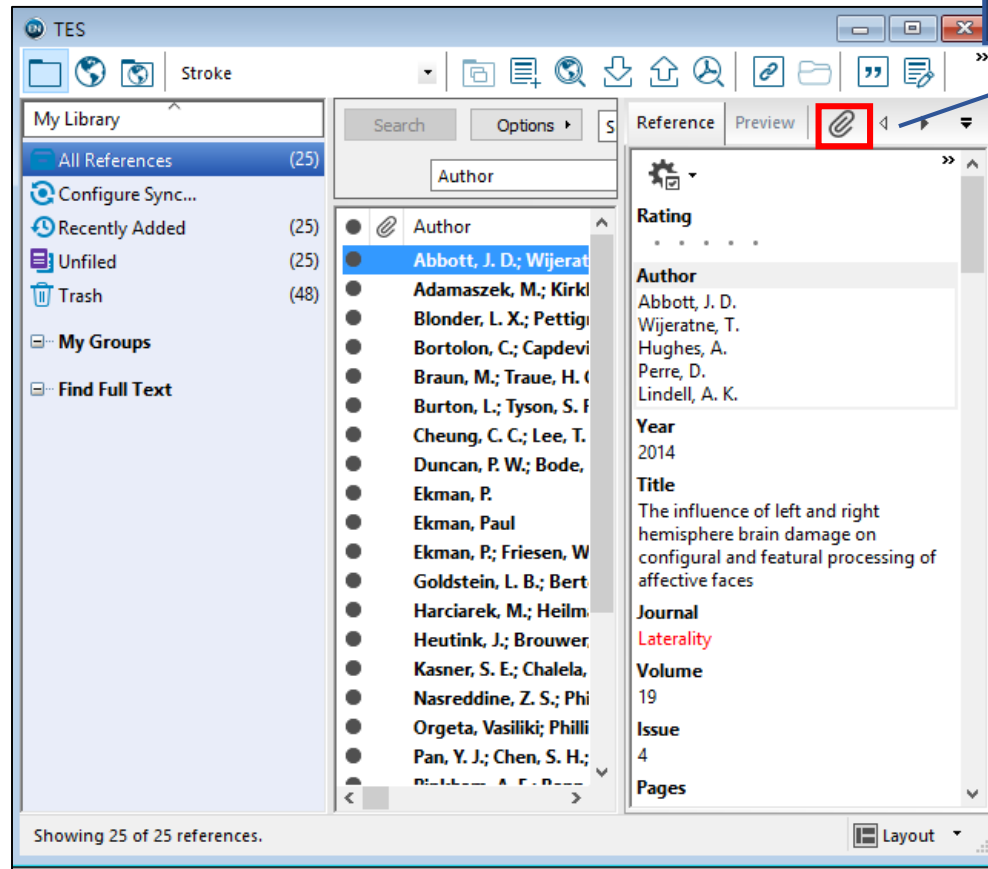 EN TES
Stroke
»
My Library
All References (25)
Configure Sync...
Recently Added (25)
Unfiled (25)
Trash (48)
My Groups
Find Full Text
Search Options S
Author
Author
Abbott, J. D.; Wijerat
Adamaszek, M.; Kirkl
Blonder, L. X.; Pettig
Bortolon, C.; Capdevi
Braun, M.; Traue, H. (
Burton, L.; Tyson, S. F
Cheung, C. C.; Lee, T.
Duncan, P. W.; Bode,
Ekman, P.
Ekman, Paul
Ekman, P.; Friesen, W
Goldstein, L. B.; Bert
Harciarek, M.; Heilm
Heutink, J.; Brouwer,
Kasner, S. E.; Chalela,
Nasreddine, Z. S.; Phi
Orgeta, Vasiliki; Philli
Pan, Y. J.; Chen, S. H.;
Reference Preview
»
Rating
Author
Abbott, J. D.
Wijeratne, T.
Hughes, A.
Perre, D.
Lindell, A. K.
Year
2014
Title
The influence of left and right
hemisphere brain damage on
configural and featural processing of
affective faces
Journal
Laterality
Volume
19
Issue
4
Pages
Showing 25 of 25 references.
Layout